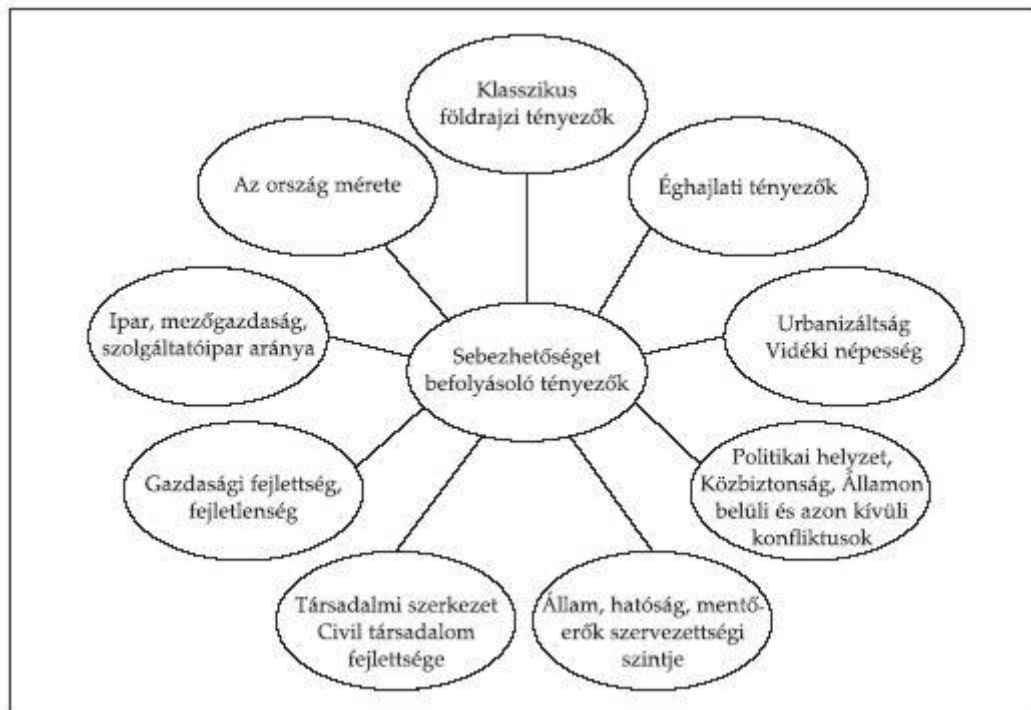 Klasszikus
földrajzi tényezők
Az ország mérete
Éghajlati tényezők
Ipar, mezőgazdaság,
szolgáltatóipar aránya
Urbanizáltság
Vidéki népesség
Sebezhetőséget
befolyásoló tényezők
Gazdasági fejlettség,
fejletlenség
Politikai helyzet,
Közbiztonság, Államon
belüli és azon kívüli
konfliktusok
Társadalmi szerkezet
Civil társadalom
fejlettsége
Állam, hatóság, mentő-
erők szervezettségi
szintje